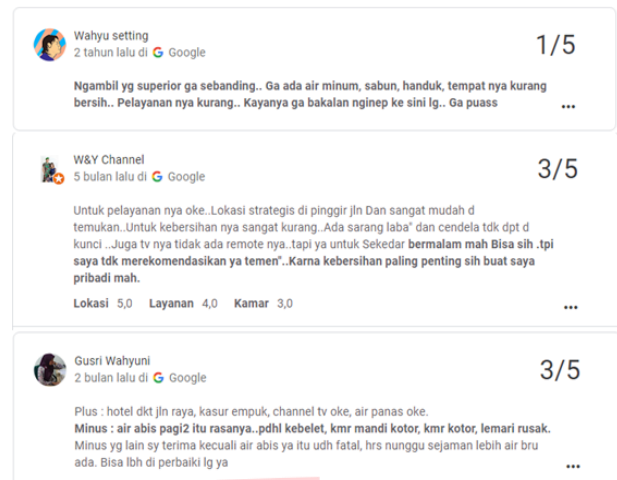 Wahyu setting
1/5
2 tahun lalu di Google
Ngambil yg superior ga sebanding.. Ga ada air minum, sabun, handuk, tempat nya kurang
bersih.. Pelayanan nya kurang.. Kayanya ga bakalan nginep ke sini lg.. Ga puass
W&Y Channel
3/5
5 bulan lalu di Google
Untuk pelayanan nya oke..Lokasi strategis di pinggir jln Dan sangat mudah d
temukan..Untuk kebersihan nya sangat kurang..Ada sarang laba" dan cendela tdk dpt d
kunci ..Juga tv nya tidak ada remote nya..tapi ya untuk Sekedar bermalam mah Bisa sih .tpi
saya tdk merekomendasikan ya temen"..Karna kebersihan paling penting sih buat saya
pribadi mah.
Lokasi 5,0 Layanan 4,0 Kamar 3,0
Gusri Wahyuni
3/5
2 bulan lalu di Google
Plus : hotel dkt jln raya, kasur empuk, channel tv oke, air panas oke.
Minus : air abis pagi2 itu rasanya..pdhl kebelet, kmr mandi kotor, kmr kotor, lemari rusak.
Minus yg lain sy terima kecuali air abis ya itu udh fatal, hrs nunggu sejaman lebih air bru
ada. Bisa lbh di perbaiki lg ya